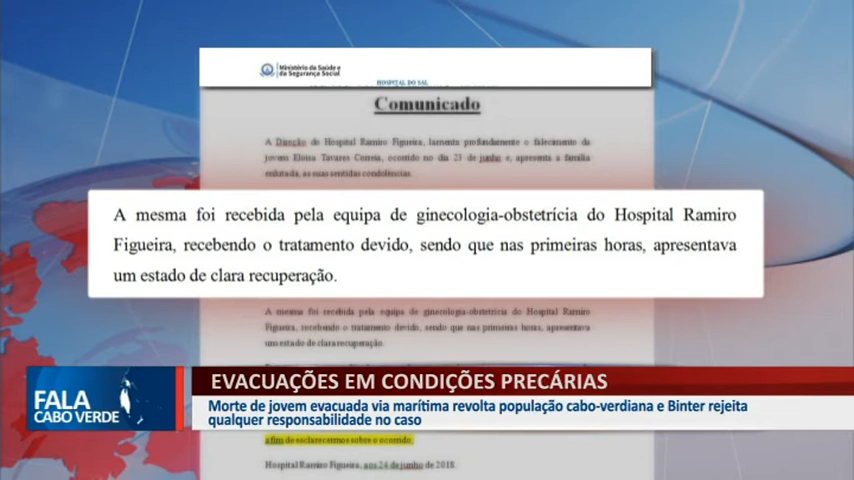 Ministério da Saúde e
da Segurança Social
HOSPITAL DO SAL
Comunicado
A Direção do Hospital Ramiro Figueira, lamenta profundamente o falecimento da
jovem Eloisa Tavares Correia, ocorrido no dia 23 de junho e, apresenta a família
enlutada, as suas sentidas condolências.
A mesma foi recebida pela equipa de ginecologia-obstetrícia do Hospital Ramiro
Figueira, recebendo o tratamento devido, sendo que nas primeiras horas, apresentava
um estado de clara recuperação.
A mesma foi recebida pela equipa de ginecologia-obstetrícia do Hospital Ramiro
Figueira, recebendo o tratamento devido, sendo que nas primeiras horas, apresentava
um estado de clara recuperação.
EVACUAÇÕES EM CONDIÇÕES PRECÁRIAS
FALA
CABO VERDE
Morte de jovem evacuada via marítima revolta população cabo-verdiana e Binter rejeita
qualquer responsabilidade no caso
a fim de esclarecermos sobre o ocorrido.
Hospital Ramiro Figueira, aos 24 de junho de 2018.